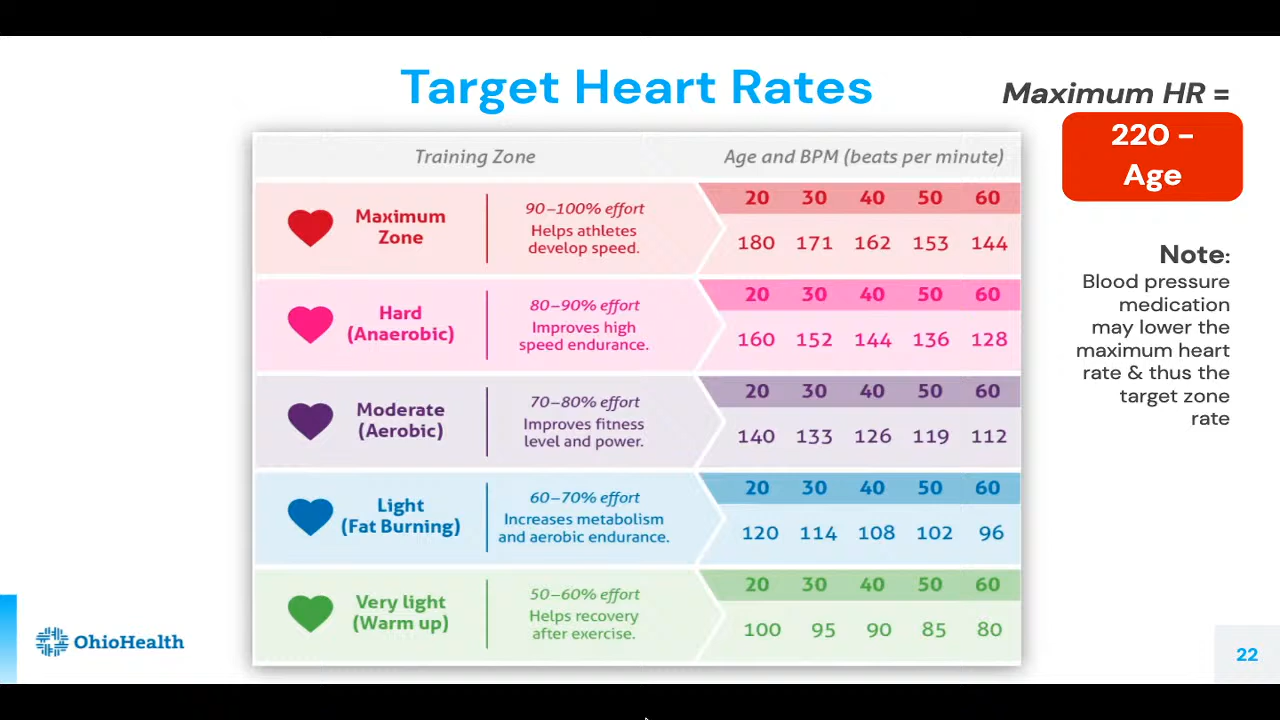 Target Heart Rates
Maximum HR =
220 –
Age
Training Zone
Age and BPM (beats per minute)
Maximum
Zone
90–100% effort
Helps athletes
develop speed.
20 30 40 50 60
180 171 162 153 144
Hard
(Anaerobic)
80–90% effort
Improves high
speed endurance.
20 30 40 50 60
160 152 144 136 128
Moderate
(Aerobic)
70–80% effort
Improves fitness
level and power.
20 30 40 50 60
140 133 126 119 112
Light
(Fat Burning)
60–70% effort
Increases metabolism
and aerobic endurance.
20 30 40 50 60
120 114 108 102 96
Very light
(Warm up)
50–60% effort
Helps recovery
after exercise.
20 30 40 50 60
100 95 90 85 80
Note:
Blood pressure
medication
may lower the
maximum heart
rate & thus the
target zone
rate
OhioHealth
22